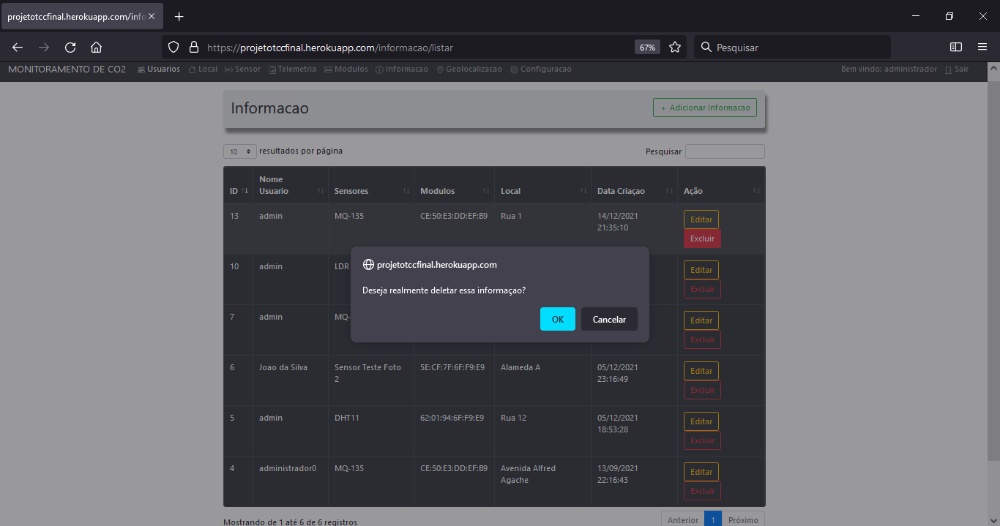 projetotccfinal.herokuapp.com/info
https://projetotccfinal.herokuapp.com/informacao/listar
67%
Pesquisar
MONITORAMENTO DE CO2 Usuarios Local Sensor Telemetria Modulos Informacao Geolocalizacao Configuracao Bem vindo: administrador Sair
Informacao
+ Adicionar Informacao
10 resultados por página
Pesquisar
ID Nome Usuario Sensores Modulos Local Data Criaçao Ação
13 admin MQ-135 CE:50:E3:DD:EF:B9 Rua 1 14/12/2021 21:35:10 Editar Excluir
10 admin LDR Editar Excluir
7 admin MQ- Editar Excluir
projetotccfinal.herokuapp.com
Deseja realmente deletar essa informaçao?
OK Cancelar
6 Joao da Silva Sensor Teste Foto 2 5E:CF:7F:6F:F9:E9 Alameda A 05/12/2021 23:16:49 Editar Excluir
5 admin DHT11 62:01:94:6F:F9:E9 Rua 12 05/12/2021 18:53:28 Editar Excluir
4 administrador0 MQ-135 CE:50:E3:DD:EF:B9 Avenida Alfred Agache 13/09/2021 22:16:43 Editar Excluir
Mostrando de 1 até 6 de 6 registros
Anterior 1 Próximo